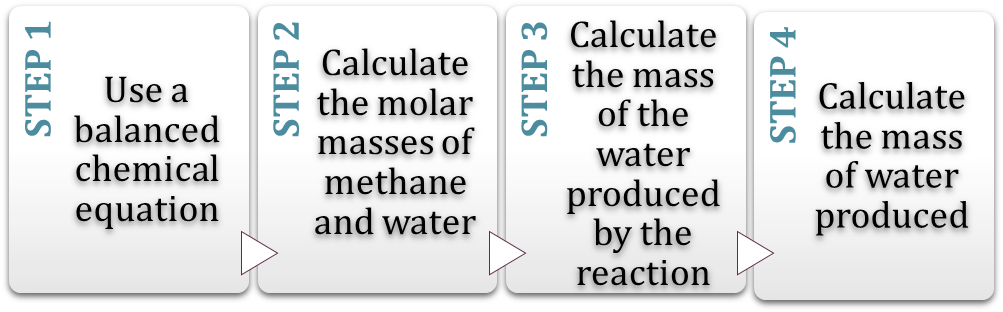 STEP 1
Use a
balanced
chemical
equation
STEP 2
Calculate
the molar
masses of
methane
and water
STEP 3
Calculate
the mass
of the
water
produced
by the
reaction
STEP 4
Calculate
the mass
of water
produced